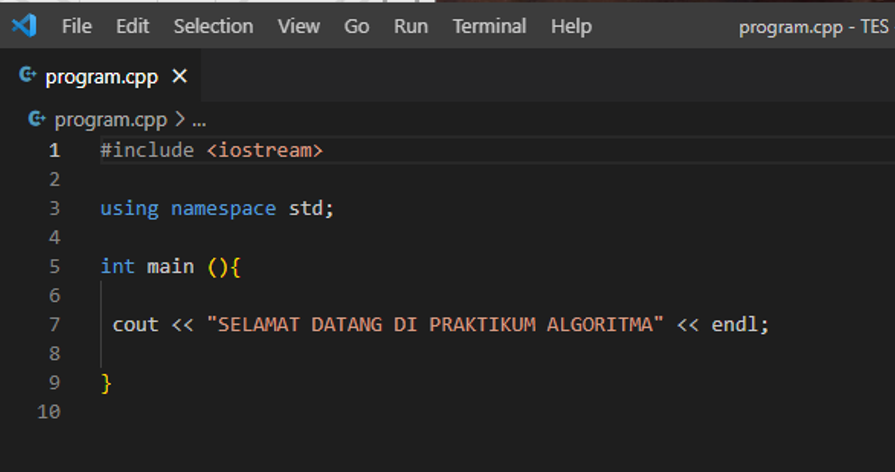 File Edit Selection View Go Run Terminal Help program.cpp - TES
program.cpp
program.cpp > ...
1 #include <iostream>
2
3 using namespace std;
4
5 int main (){
6
7 cout << "SELAMAT DATANG DI PRAKTIKUM ALGORITMA" << endl;
8
9 }
10